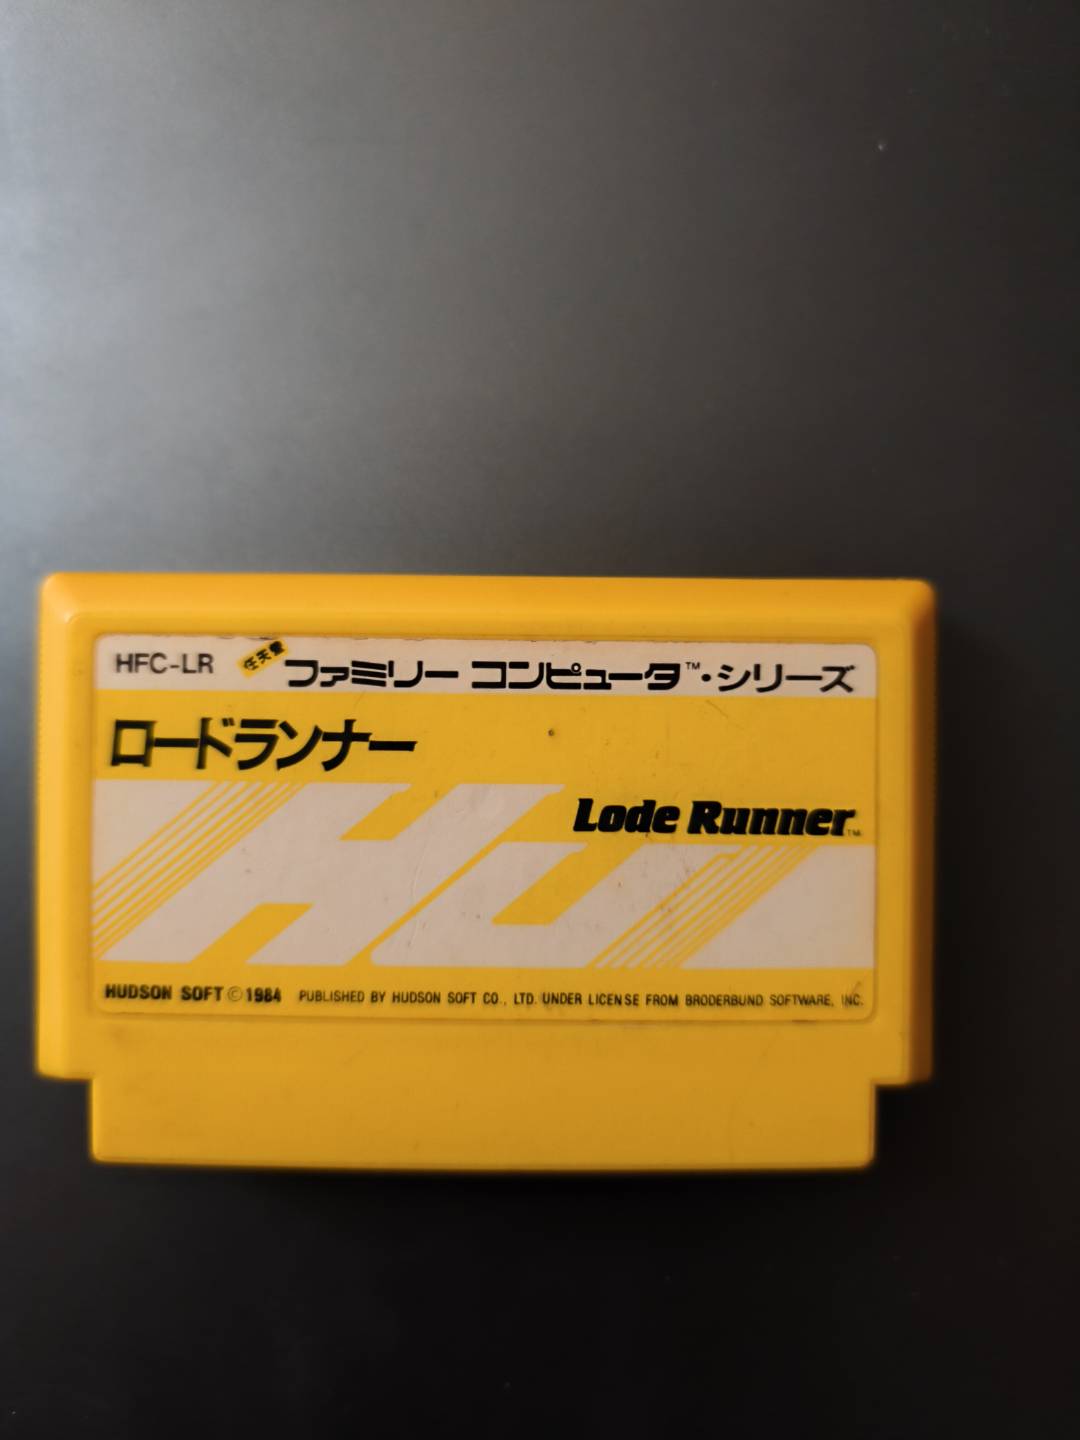 HFC-LR 任天堂 ファミリー コンピュータ™・シリーズ
ロードランナー
Lode Runner™
HU
HUDSON SOFT © 1984 PUBLISHED BY HUDSON SOFT CO., LTD. UNDER LICENSE FROM BRODERBUND SOFTWARE, INC.